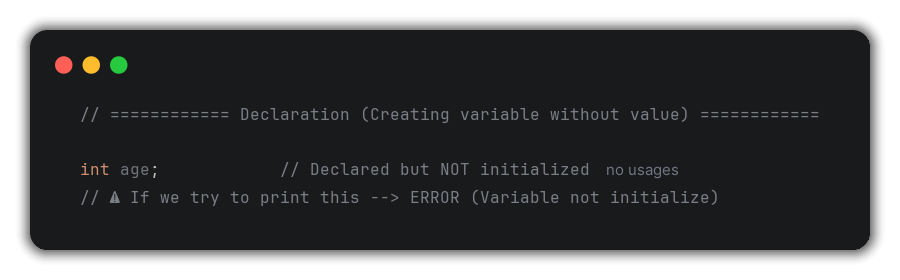 // ============ Declaration (Creating variable without value) ============
int age;            // Declared but NOT initialized  no usages
// ⚠ If we try to print this --> ERROR (Variable not initialize)